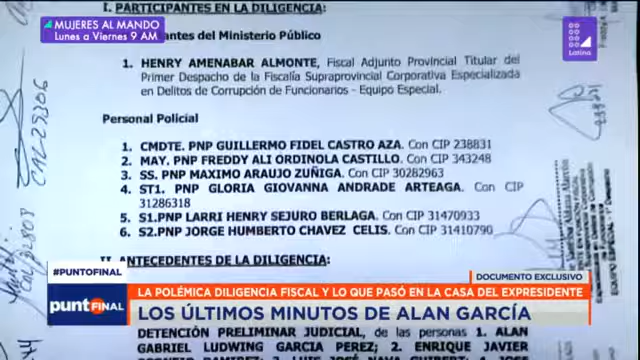 I. PARTICIPANTES EN LA DILIGENCIA:
MUJERES AL MANDO
Lunes a Viernes 9 AM
antes del Ministerio Público
Latina
1. HENRY AMENABAR ALMONTE, Fiscal Adjunto Provincial Titular del
Primer Despacho de la Fiscalía Supraprovincial Corporativa Especializada
en Delitos de Corrupción de Funcionarios - Equipo Especial.
Personal Policial
1. CMDTE. PNP GUILLERMO FIDEL CASTRO AZA. Con CIP 238831
2. MAY. PNP FREDDY ALI ORDINOLA CASTILLO. Con CIP 343248
3. SS. PNP MAXIMO ARAUJO ZUÑIGA. Con CIP 30282963
4. ST1. PNP GLORIA GIOVANNA ANDRADE ARTEAGA. Con CIP
31286318
5. S1.PNP LARRI HENRY SEJURO BERLAGA. Con CIP 31470933
6. S2.PNP JORGE HUMBERTO CHAVEZ CELIS. Con CIP 31410790
II. ANTECEDENTES DE LA DILIGENCIA:
#PUNTOFINAL
DOCUMENTO EXCLUSIVO
punto FINAL
LA POLÉMICA DILIGENCIA FISCAL Y LO QUE PASÓ EN LA CASA DEL EXPRESIDENTE
LOS ÚLTIMOS MINUTOS DE ALAN GARCÍA
DETENCIÓN PRELIMINAR JUDICIAL, de las personas 1. ALAN
GABRIEL LUDWING GARCIA PEREZ; 2. ENRIQUE JAVIER